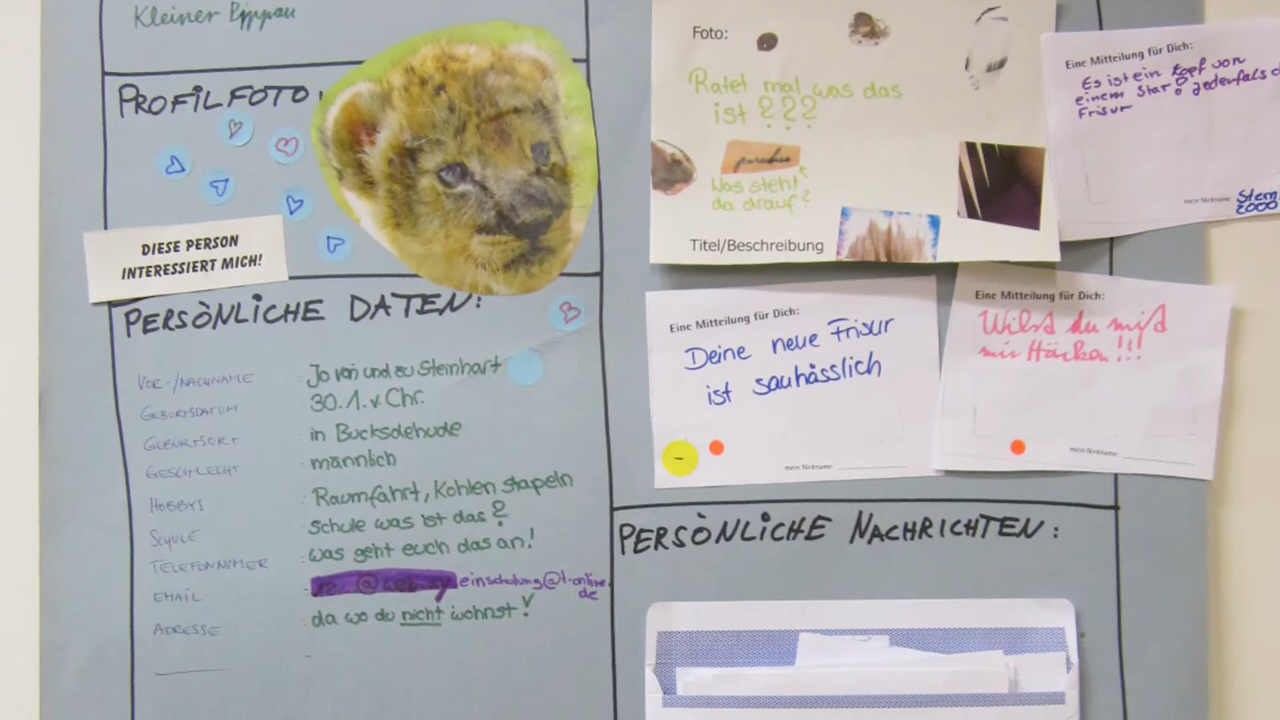 Kleiner Pippau
PROFILFOTO:
DIESE PERSON
INTERESSIERT MICH!
PERSÖNLICHE DATEN:
VOR-/NACHNAME : Jo von und zu Steinhart
GEBURTSDATUM : 30.1.v.Chr.
GEBURTSORT : in Bucksdehude
GESCHLECHT : männlich
HOBBYS : Raumfahrt, Kohlen stapeln
SCHULE : schule was ist das?
TELEFONNUMER : was geht euch das an!
EMAIL : einschulung@t-online.
de
ADRESSE : da wo du nicht wohnst!
Foto:
Ratet mal was das
ist ???
paradise
Was steht
da drauf?
Titel/Beschreibung
Eine Mitteilung für Dich:
Es ist ein Kopf von
einem Star jedenfalls d
Frisur
mein Nickname: Stern
2000
Eine Mitteilung für Dich:
Deine neue Frisur
ist sauhässlich
-
mein Nickname:
Eine Mitteilung für Dich:
Wilst du mit
mir
mein Nickname:
PERSÖNLICHE NACHRICHTEN: